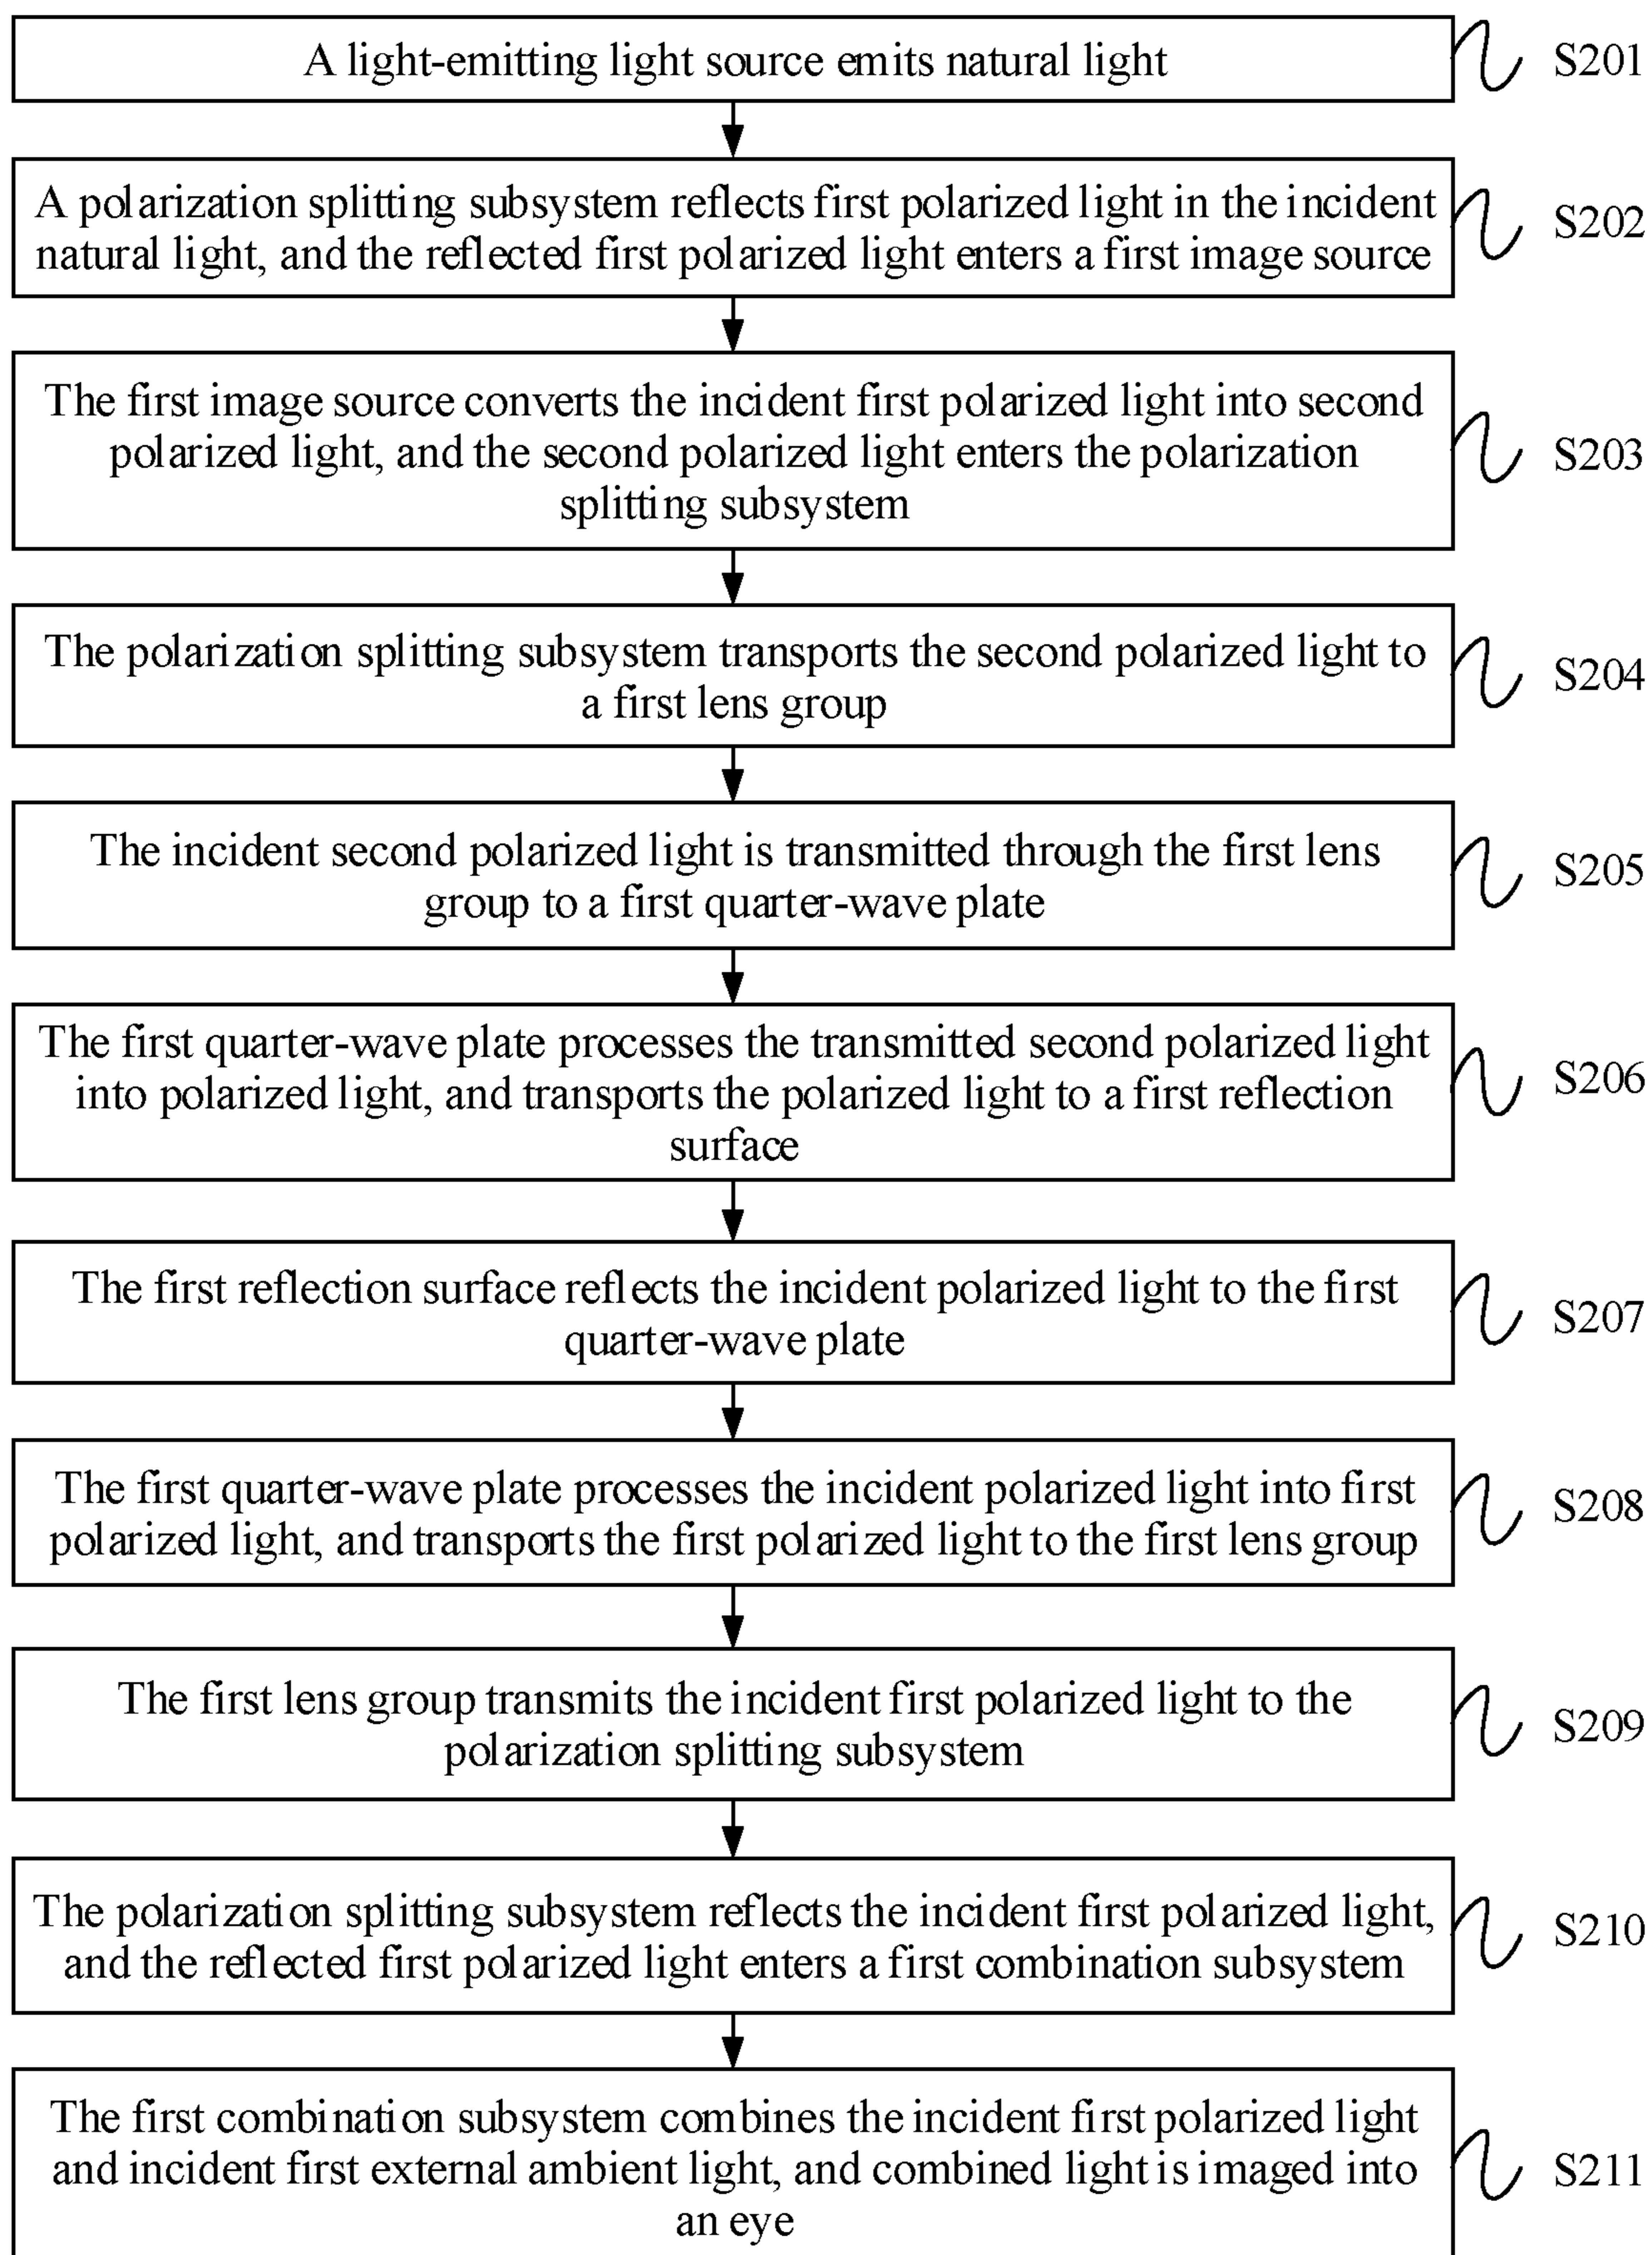 A light-emitting light source emits natural light
S201
A polarization splitting subsystem reflects first polarized light in the incident
natural light, and the reflected first polarized light enters a first image source
S202
The first image source converts the incident first polarized light into second
polarized light, and the second polarized light enters the polarization
splitting subsystem
S203
The polarization splitting subsystem transports the second polarized light to
a first lens group
S204
The incident second polarized light is transmitted through the first lens
group to a first quarter-wave plate
S205
The first quarter-wave plate processes the transmitted second polarized light
into polarized light, and transports the polarized light to a first reflection
surface
S206
The first reflection surface reflects the incident polarized light to the first
quarter-wave plate
S207
The first quarter-wave plate processes the incident polarized light into first
polarized light, and transports the first polarized light to the first lens group
S208
The first lens group transmits the incident first polarized light to the
polarization splitting subsystem
S209
The polarization splitting subsystem reflects the incident first polarized light,
and the reflected first polarized light enters a first combination subsystem
S210
The first combination subsystem combines the incident first polarized light
and incident first external ambient light, and combined light is imaged into
an eye
S211